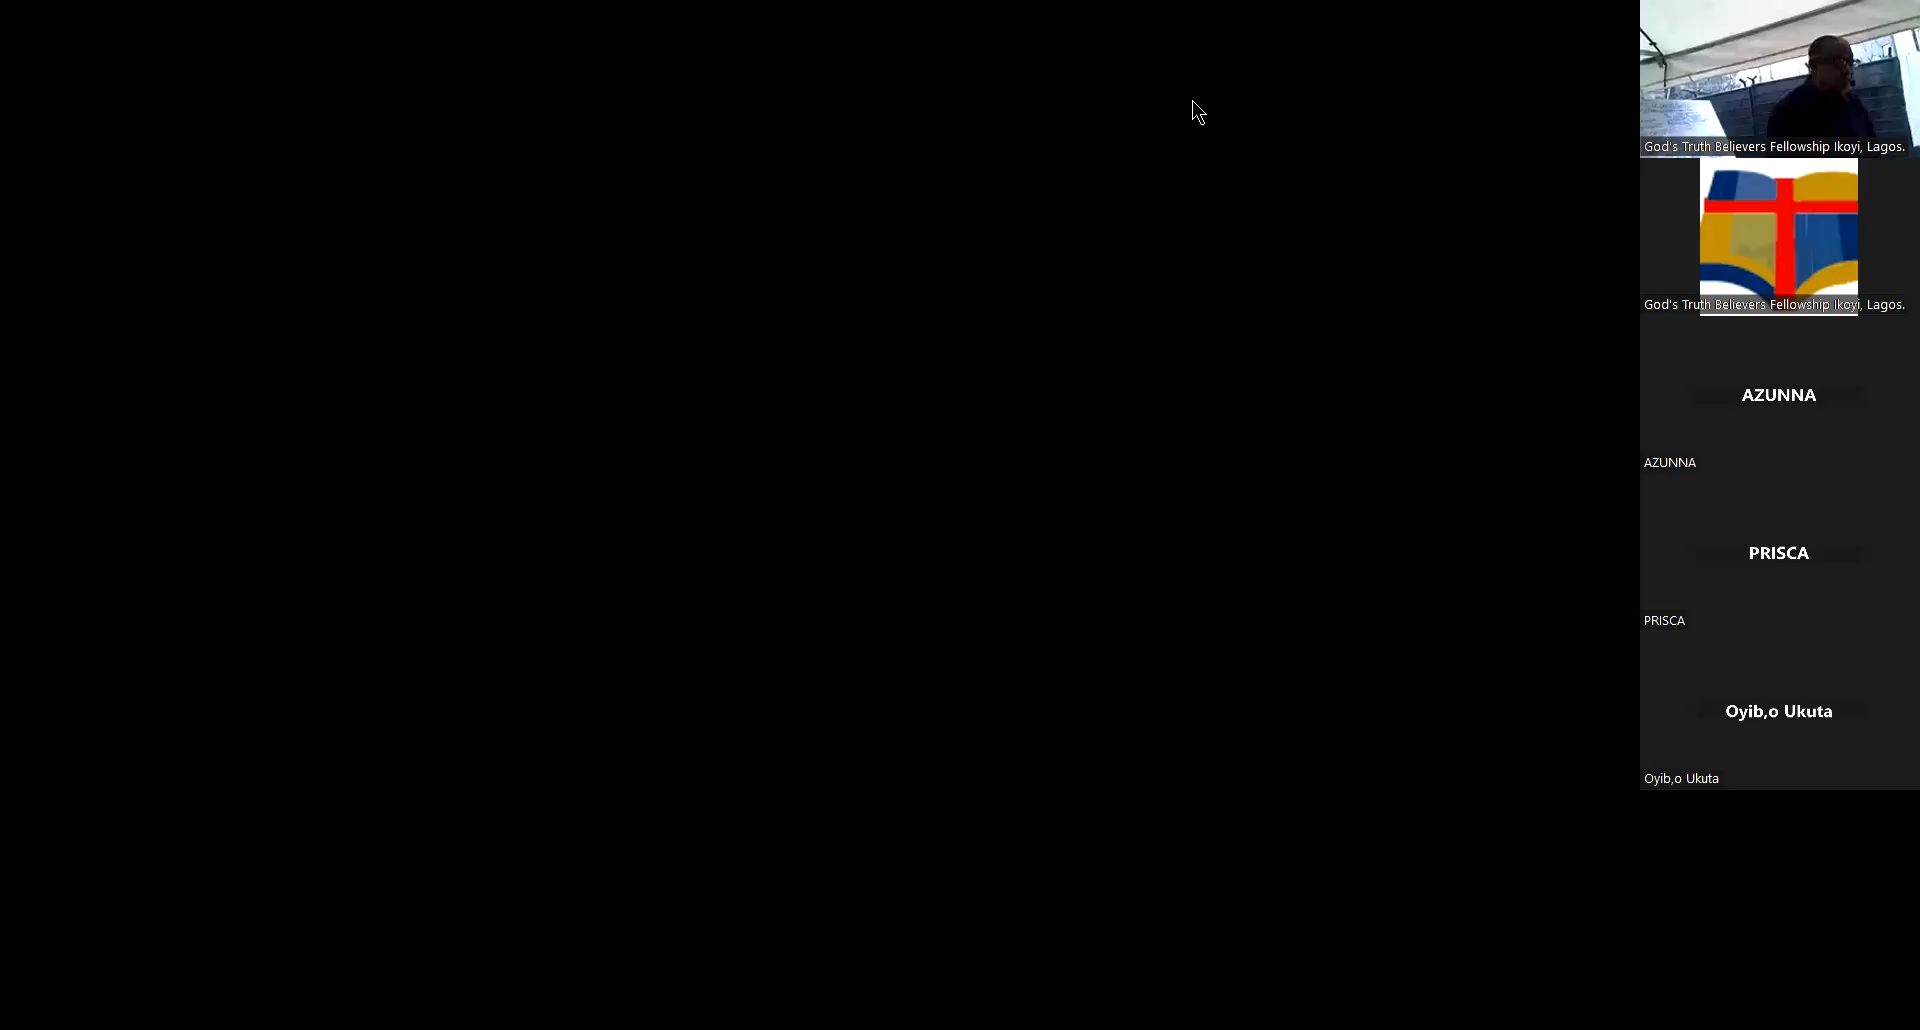 God's Truth Believers Fellowship Ikoyi, Lagos.
God's Truth Believers Fellowship Ikoyi, Lagos.
AZUNNA
AZUNNA
PRISCA
PRISCA
Oyib,o Ukuta
Oyib,o Ukuta